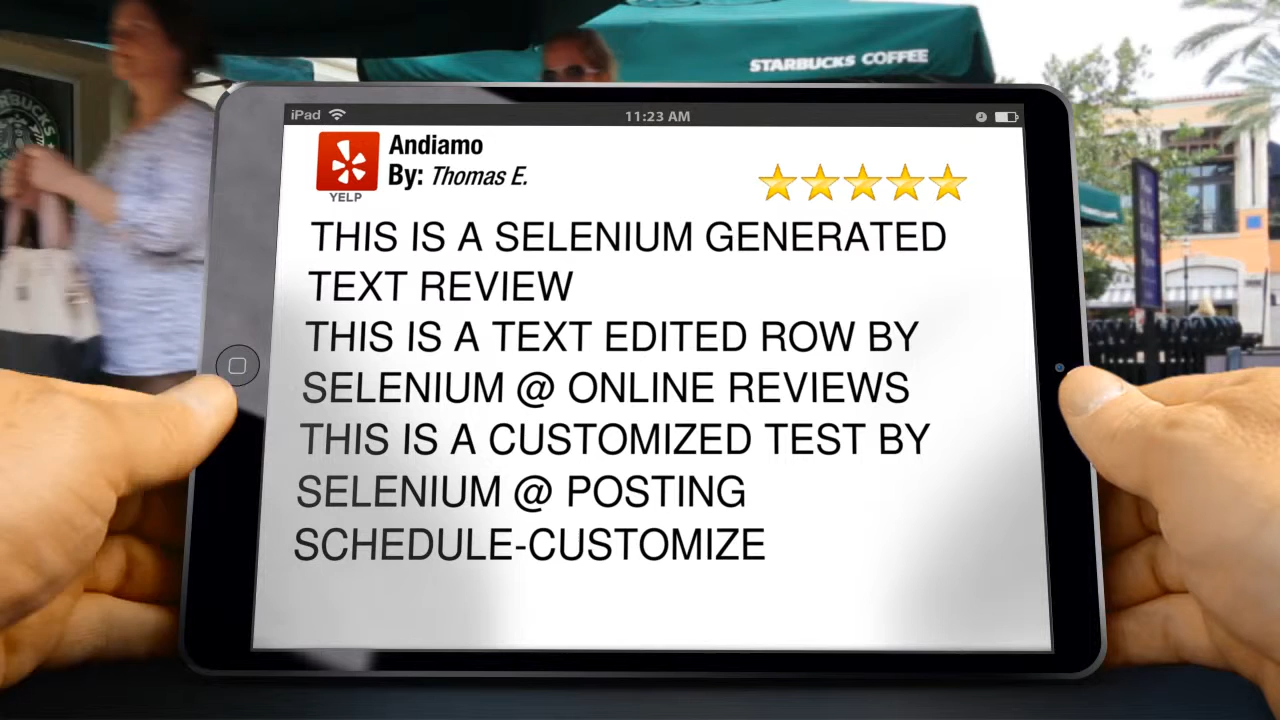 STARBUCKS COFFEE
iPad 11:23 AM
Andiamo
By: Thomas E.
YELP
THIS IS A SELENIUM GENERATED
TEXT REVIEW
THIS IS A TEXT EDITED ROW BY
SELENIUM @ ONLINE REVIEWS
THIS IS A CUSTOMIZED TEST BY
SELENIUM @ POSTING
SCHEDULE-CUSTOMIZE